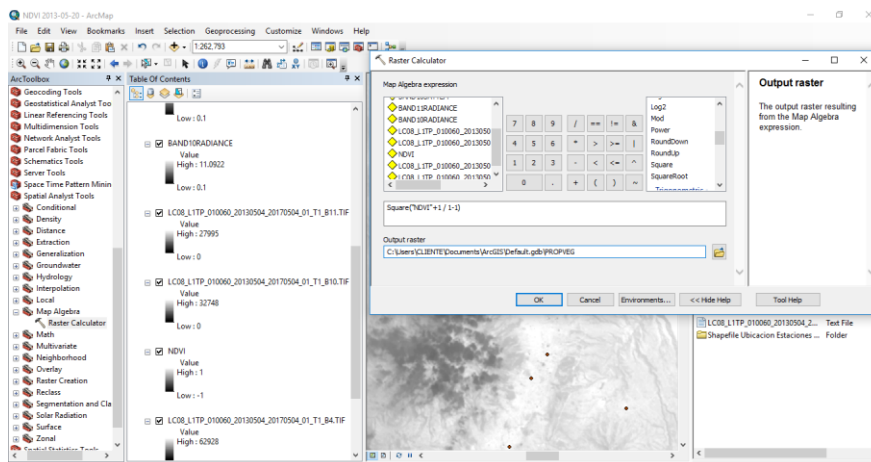 NDVI 2013-05-20 - ArcMap
File Edit View Bookmarks Insert Selection Geoprocessing Customize Windows Help
1:262,793
ArcToolbox
Geocoding Tools
Geostatistical Analyst Too
Linear Referencing Tools
Multidimension Tools
Network Analyst Tools
Parcel Fabric Tools
Schematics Tools
Server Tools
Space Time Pattern Minin
Spatial Analyst Tools
Conditional
Density
Distance
Extraction
Generalization
Groundwater
Hydrology
Interpolation
Local
Map Algebra
Raster Calculator
Math
Multivariate
Neighborhood
Overlay
Raster Creation
Reclass
Segmentation and Cla
Solar Radiation
Surface
Zonal
Spatial Statistics Tools
Table Of Contents
Low : 0.1
BAND10RADIANCE
Value
High : 11.0922
Low : 0.1
LC08_L1TP_010060_20130504_20170504_01_T1_B11.TIF
Value
High : 27995
Low : 0
LC08_L1TP_010060_20130504_20170504_01_T1_B10.TIF
Value
High : 32748
Low : 0
NDVI
Value
High : 1
Low : -1
LC08_L1TP_010060_20130504_20170504_01_T1_B4.TIF
Value
High : 62928
Raster Calculator
Map Algebra expression
BAND11RADIANCE
BAND10RADIANCE
LC08_L1TP_010060_2013050
LC08_L1TP_010060_2013050
NDVI
LC08_L1TP_010060_2013050
7 8 9 / == != &
4 5 6 * > >= |
1 2 3 - < <= ^
0 . + ( ) ~
Log2
Mod
Power
RoundDown
RoundUp
Square
SquareRoot
Square("NDVI"+1 / 1-1)
Output raster
C:\Users\CLIENTE\Documents\ArcGIS\Default.gdb\PROPVEG
OK Cancel Environments... << Hide Help Tool Help
Output raster
The output raster resulting
from the Map Algebra
expression.
LC08_L1TP_010060_20130504_2... Text File
Shapefile Ubicacion Estaciones ... Folder